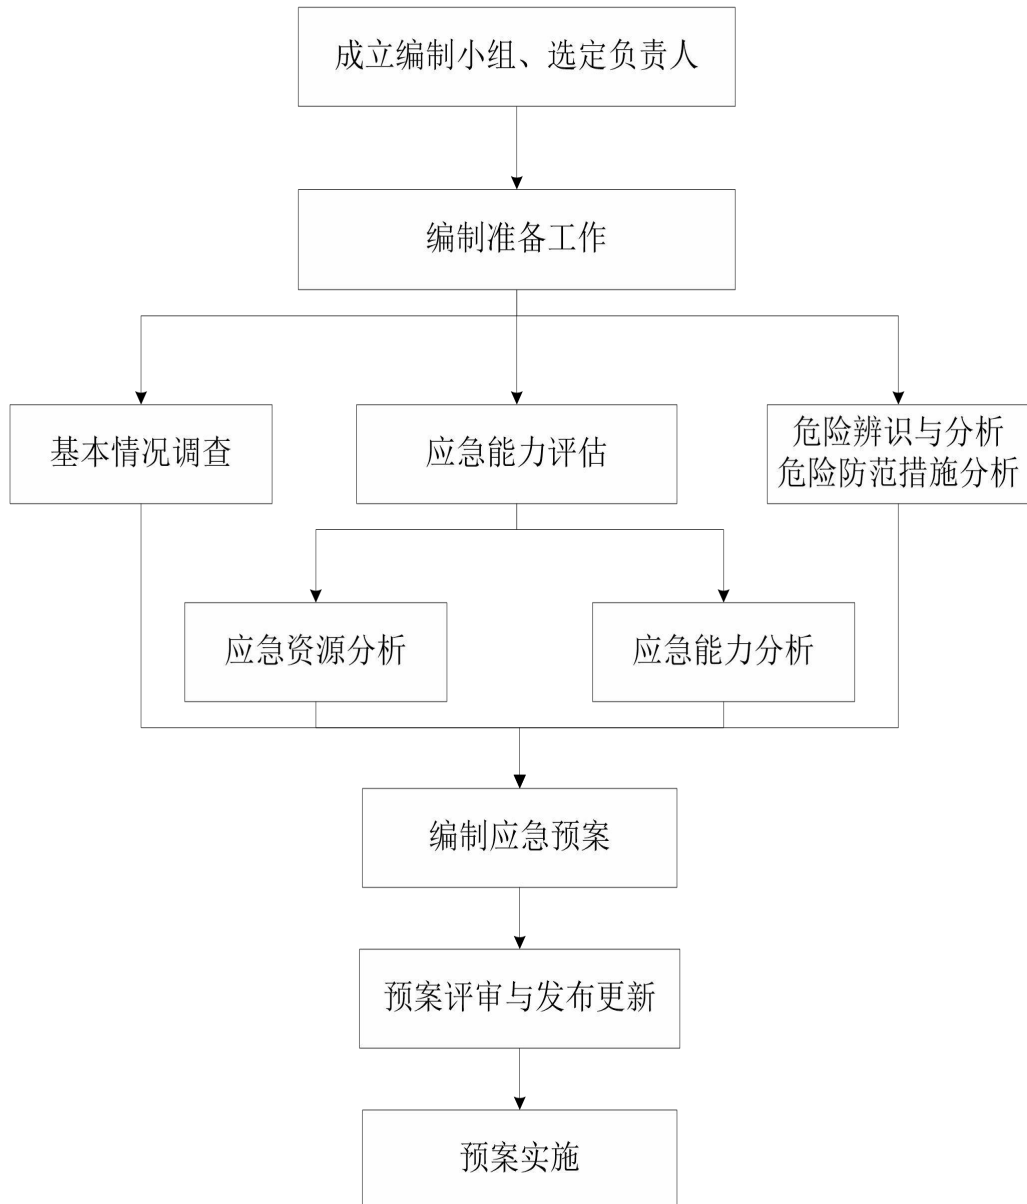 成立编制小组、选定负责人
编制准备工作
基本情况调查
应急能力评估
危险辨识与分析
危险防范措施分析
应急资源分析
应急能力分析
编制应急预案
预案评审与发布更新
预案实施